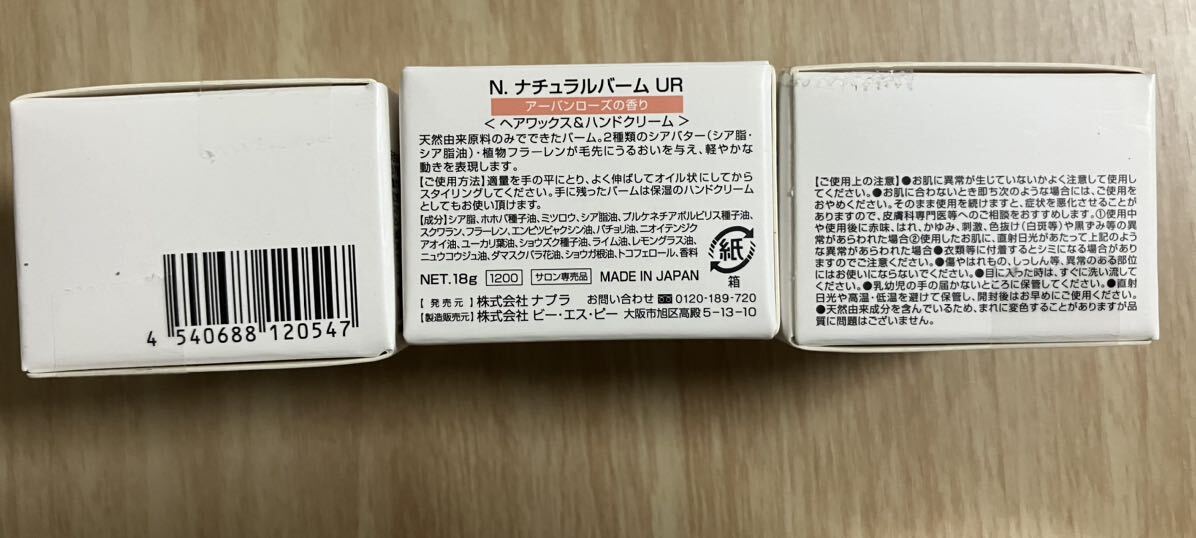 4 540688 120547
N. ナチュラルバーム UR
アーバンローズの香り
< ヘアワックス&ハンドクリーム >
天然由来原料のみでできたバーム。2種類のシアバター(シア脂・
シア脂油)・植物フラーレンが毛先にうるおいを与え、軽やかな
動きを表現します。
【ご使用方法】適量を手の平にとり、よく伸ばしてオイル状にしてから
スタイリングしてください。手に残ったバームは保湿のハンドクリーム
としてもお使い頂けます。
【成分】シア脂、ホホバ種子油、ミツロウ、シア脂油、プルケネチアボルビリス種子油、
スクワラン、フラーレン、エンピツビャクシン油、パチョリ油、ニオイテンジク
アオイ油、ユーカリ葉油、ショウズク種子油、ライム油、レモングラス油、
ニュウコウジュ油、ダマスクバラ花油、ショウガ根油、トコフェロール、香料
紙
箱
NET.18g 1200 サロン専売品 MADE IN JAPAN
【 発売元 】株式会社 ナプラ お問い合わせ 0120-189-720
【製造販売元】株式会社 ビー・エス・ピー 大阪市旭区高殿5-13-10
【ご使用上の注意】●お肌に異常が生じていないかよく注意して使用し
てください。●お肌に合わないとき即ち次のような場合には、ご使用を
おやめください。そのまま使用を続けますと、症状を悪化させることが
ありますので、皮膚科専門医等へのご相談をおすすめします。①使用中
や使用後に赤味、はれ、かゆみ、刺激、色抜け(白斑等)や黒ずみ等の異
常があらわれた場合②使用したお肌に、直射日光があたって上記のよう
な異常があらわれた場合●衣類等に付着するとシミになる場合があり
ますのでご注意ください。●傷やはれもの、しっしん等、異常のある部位
にはお使いにならないでください。●目に入った時は、すぐに洗い流して
ください。●乳幼児の手の届かないところに保管してください。●直射
日光や高温・低温を避けて保管し、開封後はお早めにご使用ください。
●天然由来成分を含んでいるため、まれに変色することがありますが品
質に問題はございません。